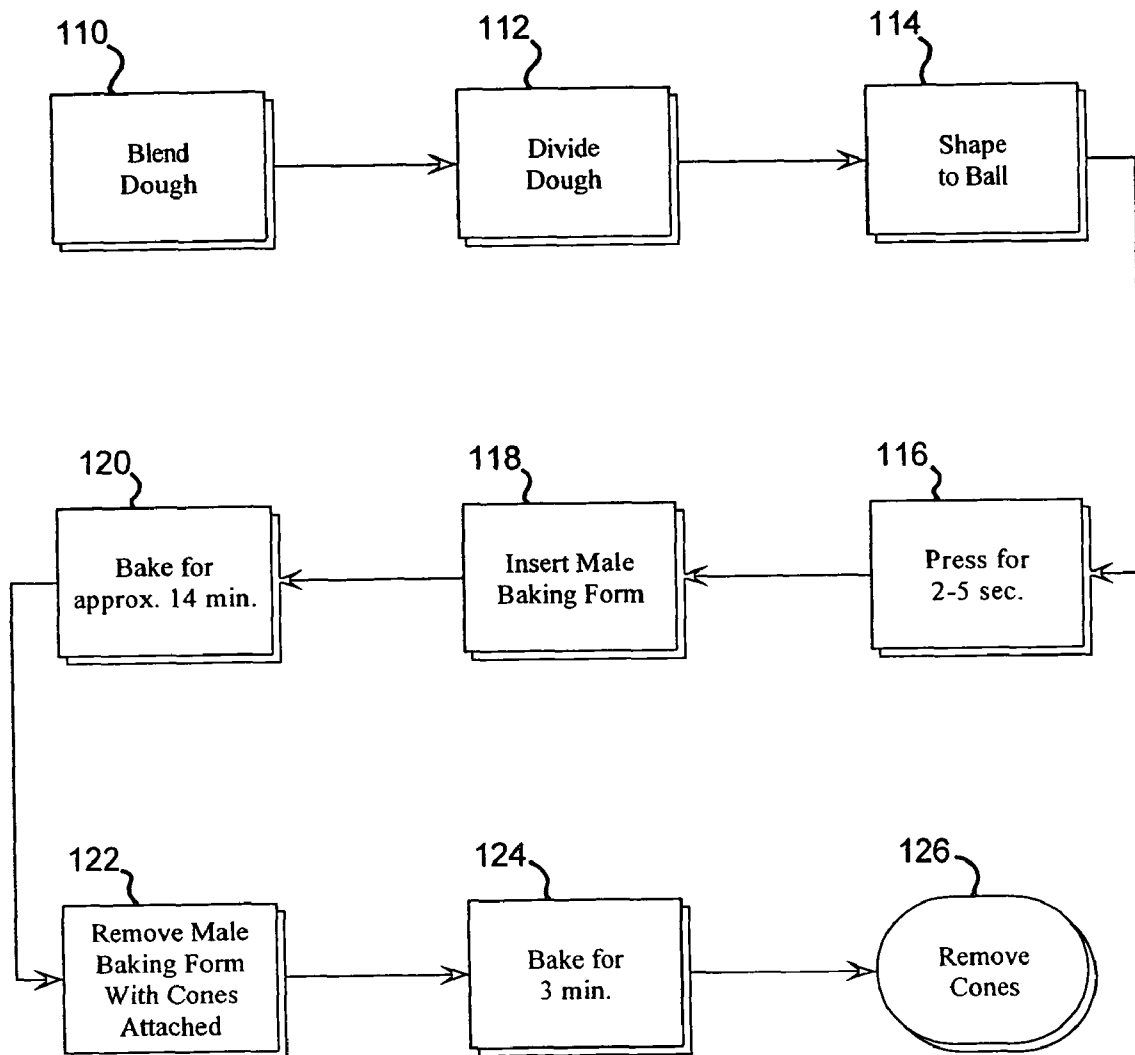 110
Blend
Dough
112
Divide
Dough
114
Shape
to Ball
116
Press for
2-5 sec.
118
Insert Male
Baking Form
120
Bake for
approx. 14 min.
122
Remove Male
Baking Form
With Cones
Attached
124
Bake for
3 min.
126
Remove
Cones